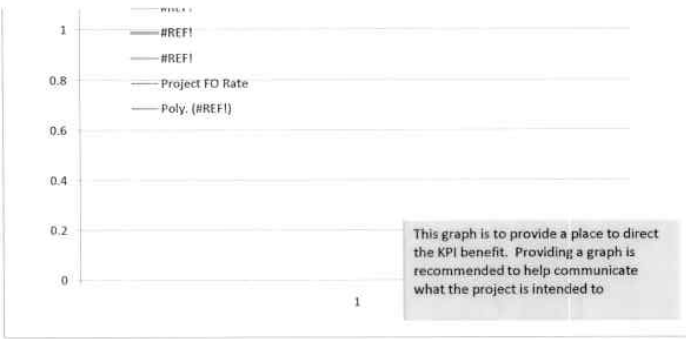 1
#REF!
#REF!
0.8
Project FO Rate
Poly. (#REF!)
0.6
0.4
0.2
This graph is to provide a place to direct
the KPI benefit. Providing a graph is
recommended to help communicate
what the project is intended to
0
1